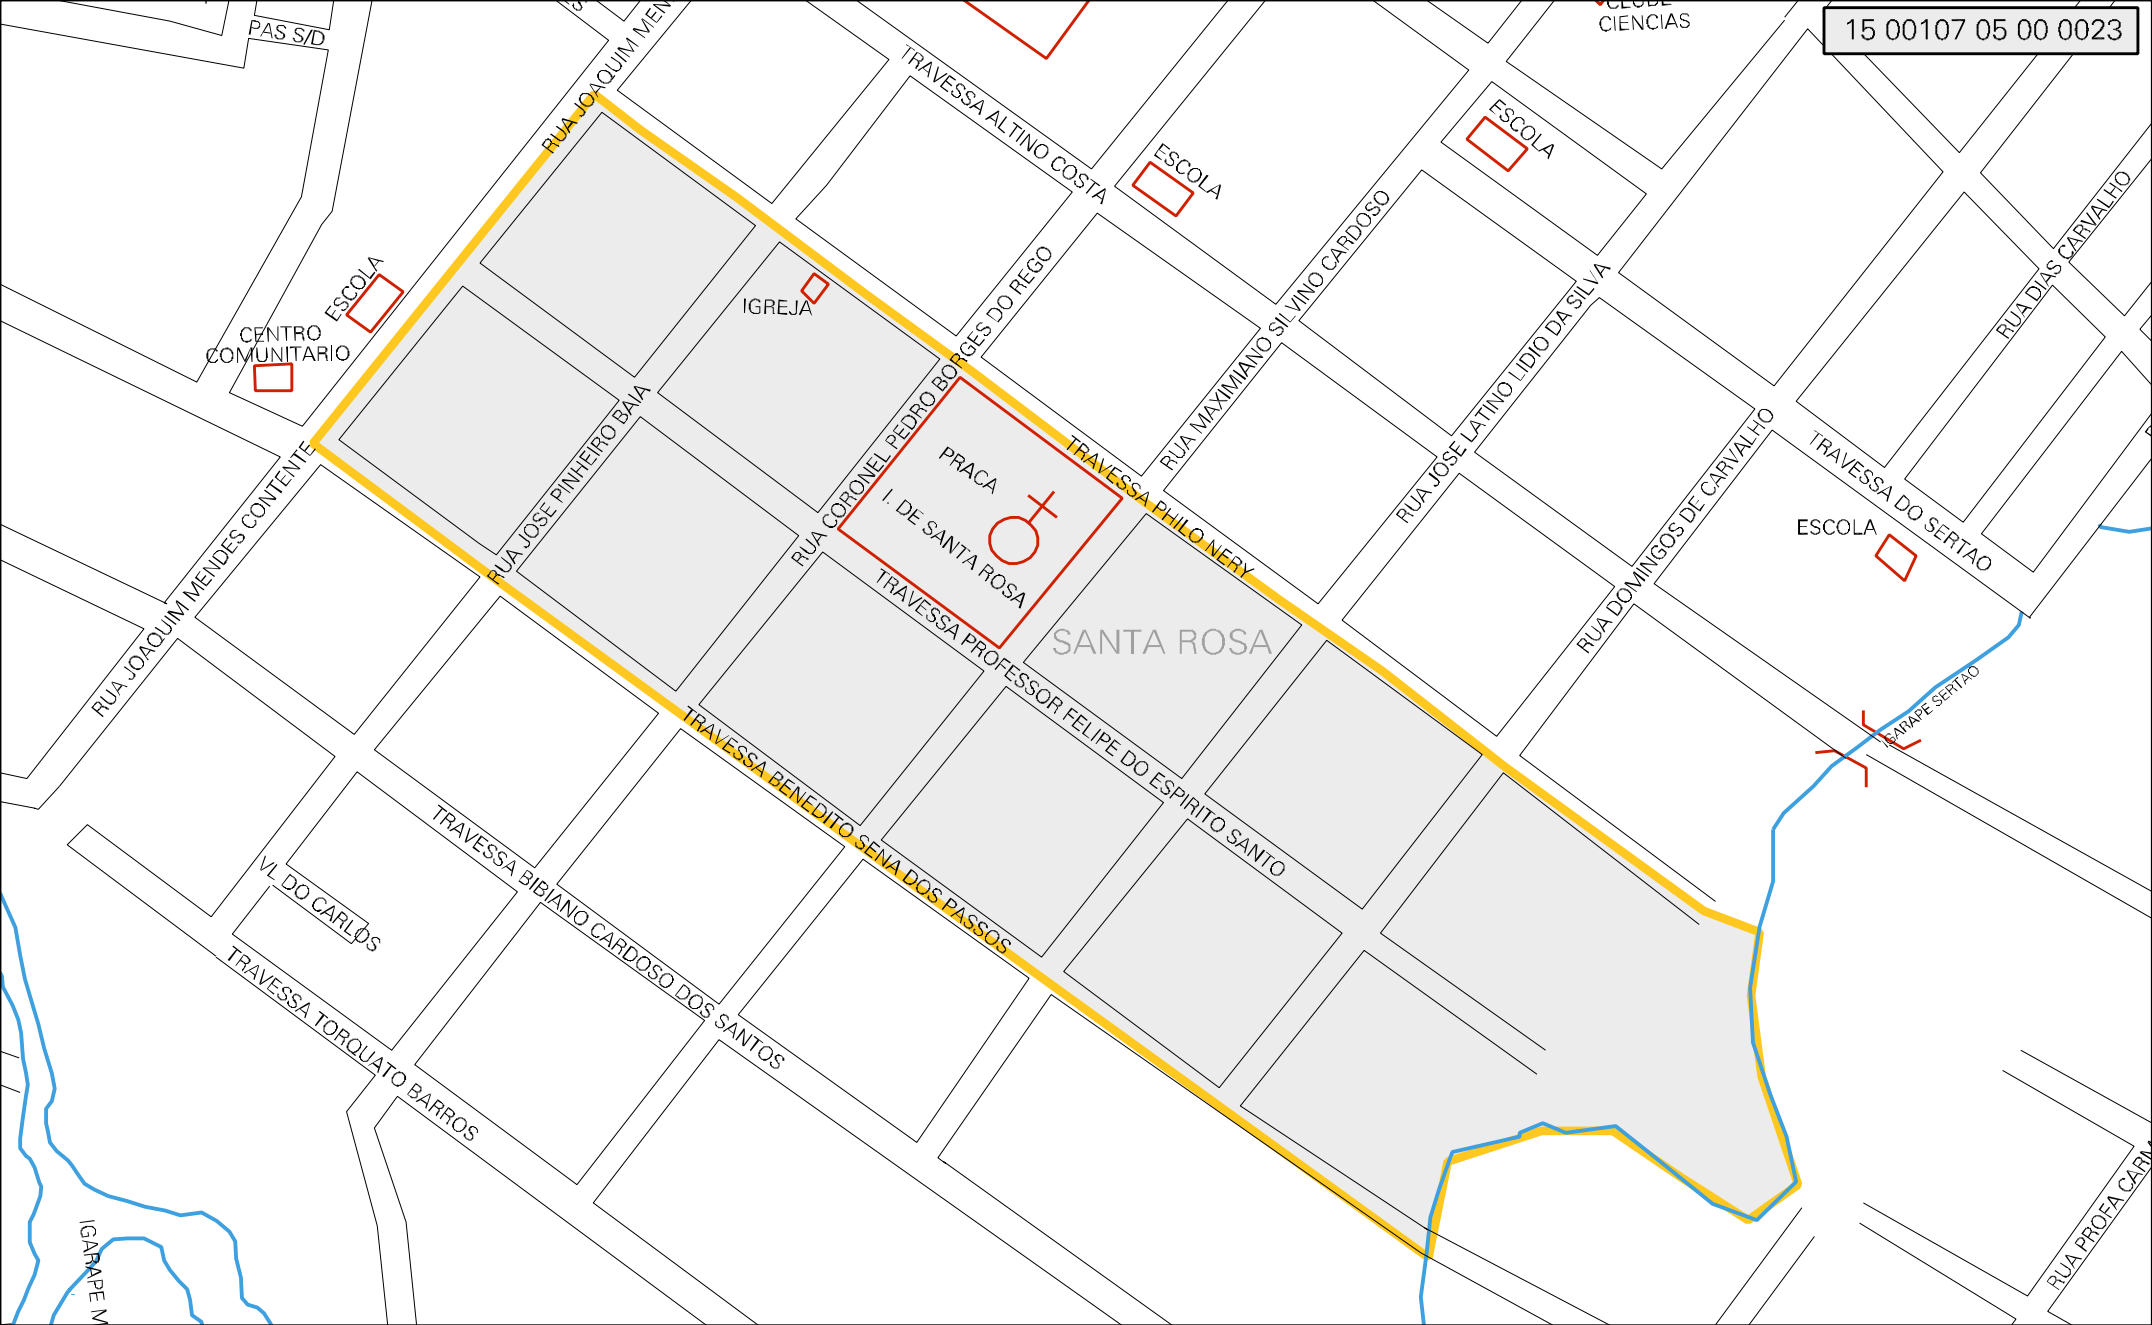 PAS S/D
RUA JOAQUIM MEN
CLUBE
CIENCIAS
15 00107 05 00 0023
TRAVESSA ALTINO COSTA
ESCOLA
ESCOLA
RUA DIAS CARVALHO
ESCOLA
CENTRO
COMUNITARIO
IGREJA
RUA CORONEL PEDRO BORGES DO REGO
RUA MAXIMIANO SILVINO CARDOSO
RUA JOSE LATINO LIDIO DA SILVA
RUA DOMINGOS DE CARVALHO
TRAVESSA DO SERTAO
ESCOLA
RUA JOSE PINHEIRO BAIA
PRACA
I. DE SANTA ROSA
TRAVESSA PHILO NERY
RUA JOAQUIM MENDES CONTENTE
SANTA ROSA
TRAVESSA PROFESSOR FELIPE DO ESPIRITO SANTO
IGARAPE SERTAO
TRAVESSA BENEDITO SENA DOS PASSOS
TRAVESSA BIBIANO CARDOSO DOS SANTOS
VL DO CARLOS
TRAVESSA TORQUATO BARROS
IGARAPE M
RUA PROFA CARM